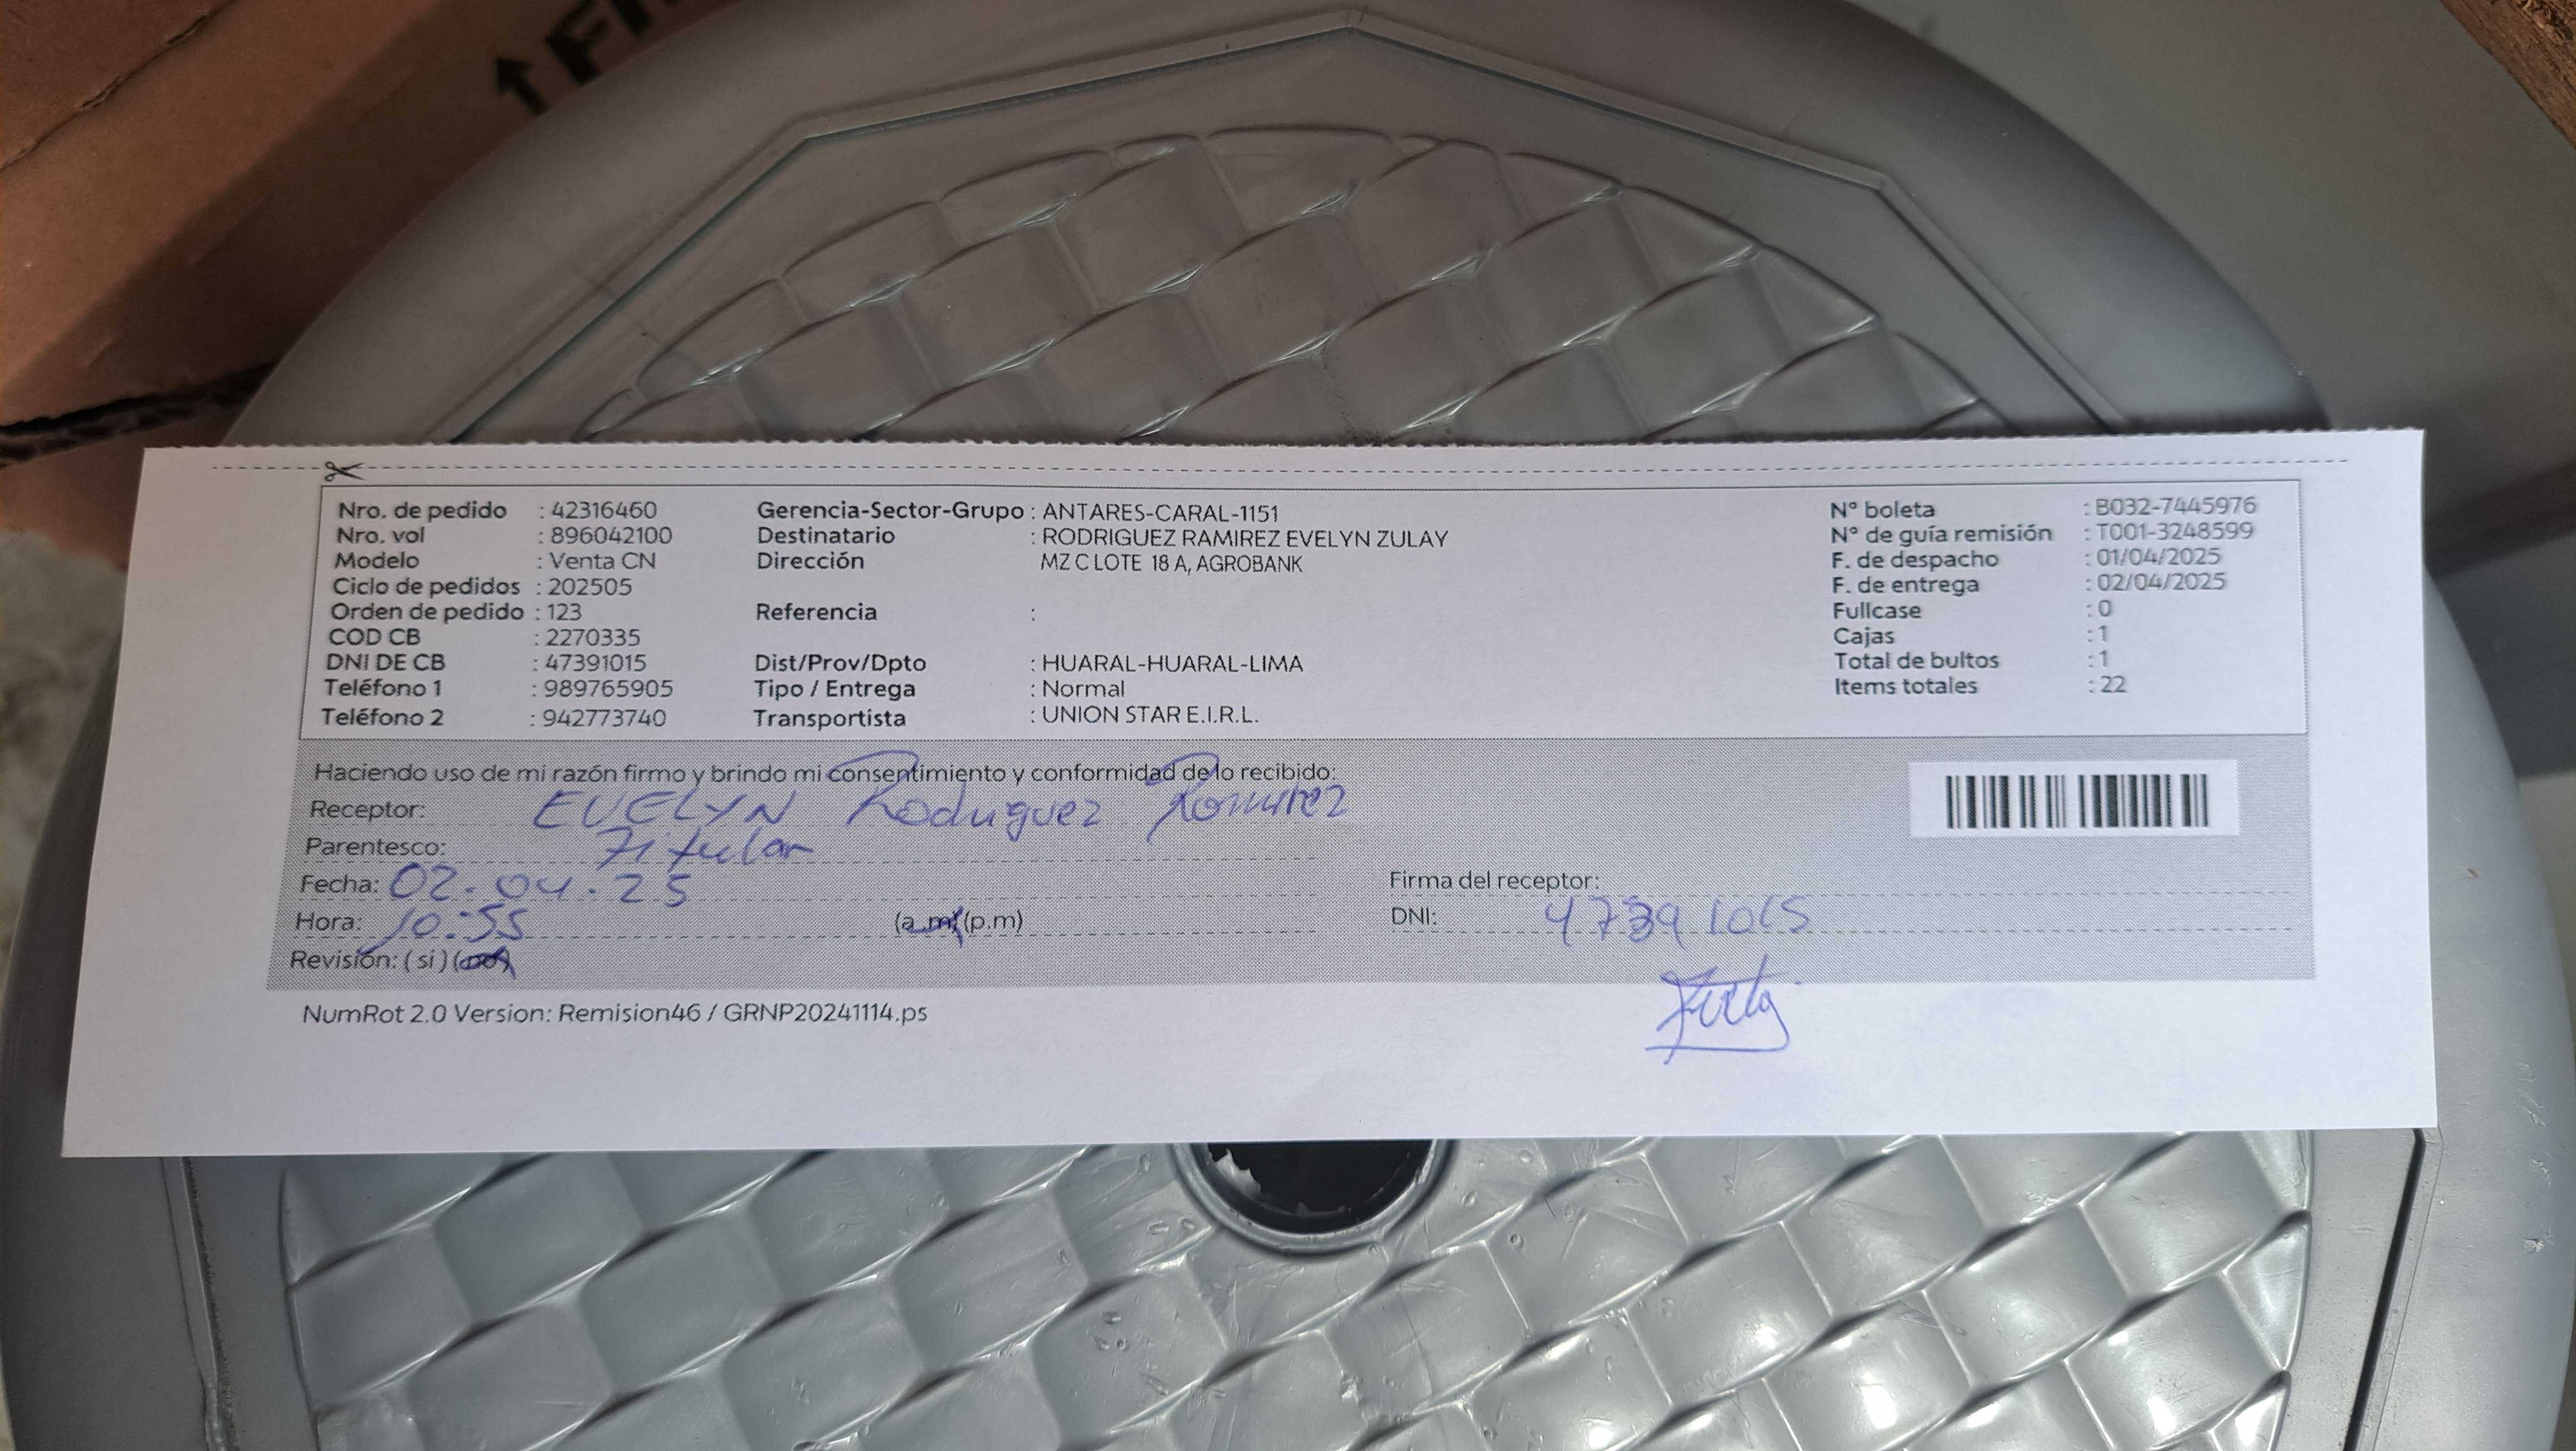 Nro. de pedido : 42316460 Gerencia-Sector-Grupo : ANTARES-CARAL-1151 N° boleta : B032-7445976
Nro. vol : 896042100 Destinatario : RODRIGUEZ RAMIREZ EVELYN ZULAY N° de guía remisión : T001-3248599
Modelo : Venta CN Dirección MZ C LOTE 18 A, AGROBANK F. de despacho : 01/04/2025
Ciclo de pedidos : 202505 F. de entrega : 02/04/2025
Orden de pedido : 123 Referencia : Fullcase : 0
COD CB : 2270335 Cajas : 1
DNI DE CB : 47391015 Dist/Prov/Dpto : HUARAL-HUARAL-LIMA Total de bultos : 1
Teléfono 1 : 989765905 Tipo / Entrega : Normal Items totales : 22
Teléfono 2 : 942773740 Transportista : UNION STAR E.I.R.L.
Haciendo uso de mi razón firmo y brindo mi consentimiento y conformidad de lo recibido:
Receptor: EVELYN Rodriguez Ramirez
Parentesco: Titular
Fecha: 02-04-25 Firma del receptor:
Hora: 10:55 (a.m) (p.m) DNI: 47391015
Revisión: ( si ) (no)
NumRot 2.0 Version: Remision46 / GRNP20241114.ps